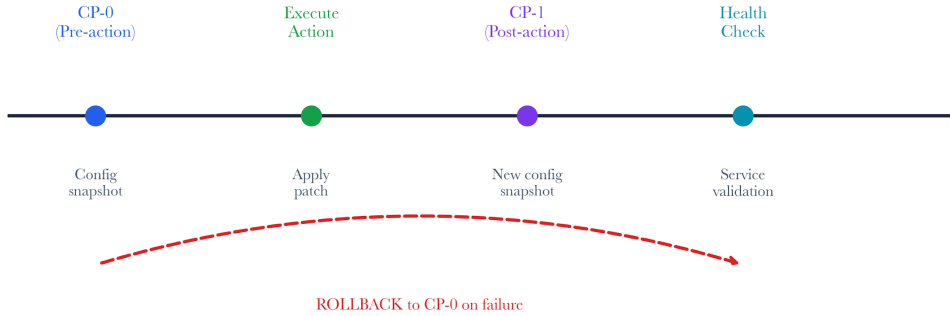 CP-0
(Pre-action)
Execute
Action
CP-1
(Post-action)
Health
Check
Config
snapshot
Apply
patch
New config
snapshot
Service
validation
ROLLBACK to CP-0 on failure